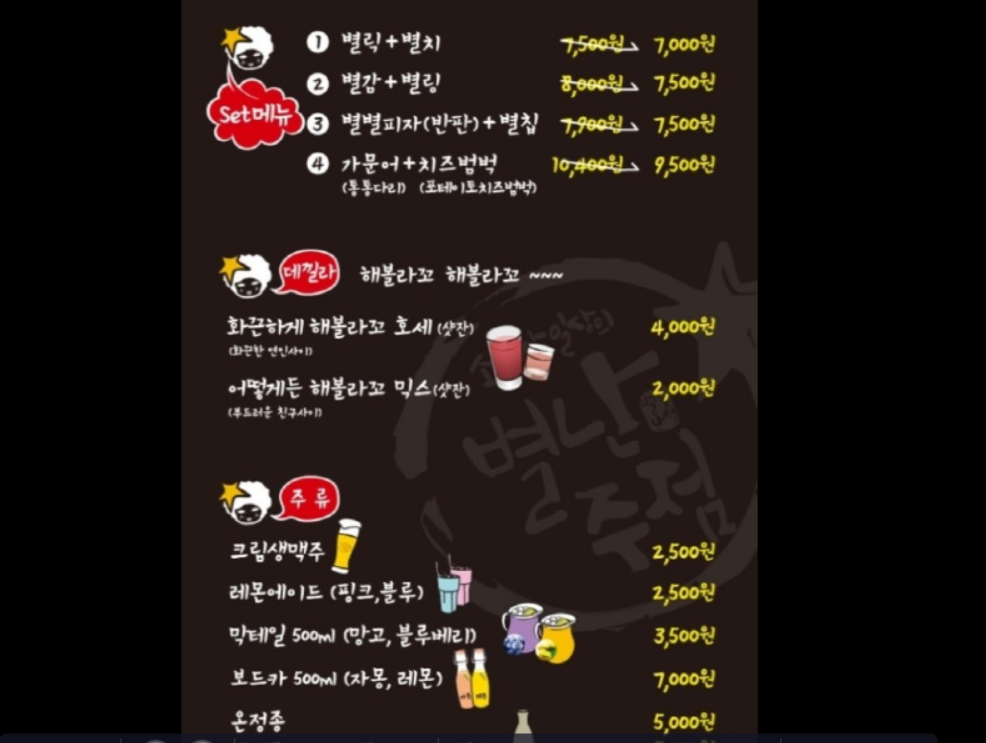 Set메뉴
① 별릭+별치 7,500원 7,000원
② 별감+별링 8,000원 7,500원
③ 별별피자(반판)+별칩 7,900원 7,500원
④ 가문어+치즈범벅 10,400원 9,500원
(통통다리) (포테이토치즈범벅)
데낄라 해볼라꼬 해볼라꼬 ~~~
화끈하게 해볼라꼬 호세(샷잔) 4,000원
(화끈한 연인사이)
어떻게든 해볼라꼬 믹스(샷잔) 2,000원
(부드러운 친구사이)
별난
주점
주류
크림생맥주 2,500원
레몬에이드 (핑크,블루) 2,500원
막테일 500ml (망고, 블루베리) 3,500원
보드카 500ml (자몽, 레몬) 7,000원
온정종 5,000원